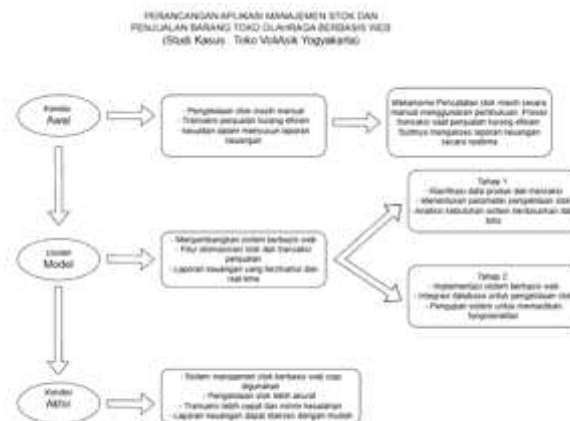 PERANCANGAN APLIKASI MANAJEMEN STOK DAN
PENJUALAN BARANG TOKO OLAHRAGA BERBASIS WEB
(Studi Kasus : Toko VoliAsik Yogyakarta)
Kondisi
Awal
- Pengelolaan stok masih manual
- Transaksi penjualan kurang efisien
- kesulitan dalam menyusun laporan
keuangan
Mekanisme Pencatatan stok masih secara
manual menggunakan pembukuan. Proses
transaksi saat penjualan kurang efisien
Sulitnya mengakses laporan keuangan
secara realtime
Tahap 1
- Klasifikasi data produk dan transaksi
- Menentukan parameter pengelolaan stok
- Analisis kebutuhan sistem berdasarkan data
toko
Usulan
Model
- Mengembangkan sistem berbasis web
- Fitur otomatisasi stok dan transaksi
penjualan
- Laporan keuangan yang terstruktur dan
real-time
Tahap 2
- Implementasi sistem berbasis web
- Integrasi database untuk pengelolaan stok
- Pengujian sistem untuk memastikan
fungsionalitas
Kondisi
Akhir
- Sistem manajemen stok berbasis web siap
digunakan
- Pengelolaan stok lebih akurat
- Transaksi lebih cepat dan minim kesalahan
- Laporan keuangan dapat diakses dengan mudah